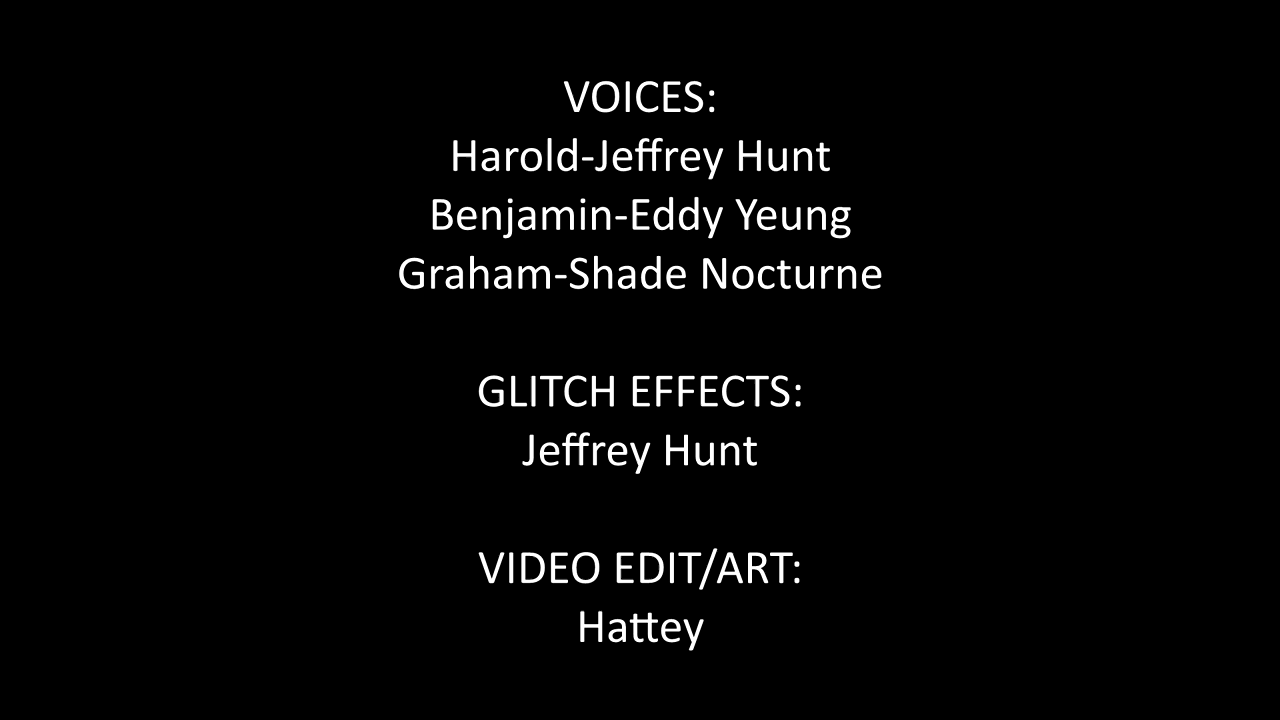 VOICES:
Harold-Jeffrey Hunt
Benjamin-Eddy Yeung
Graham-Shade Nocturne
GLITCH EFFECTS:
Jeffrey Hunt
VIDEO EDIT/ART:
Hattey